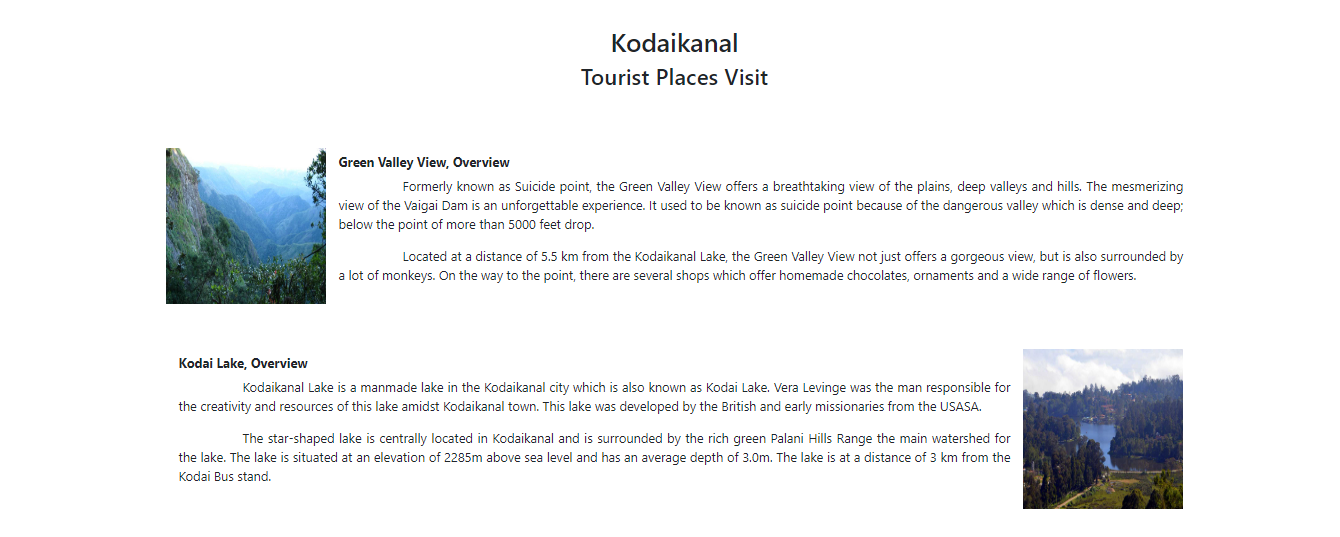 Kodaikanal
Tourist Places Visit
Green Valley View, Overview
Formerly known as Suicide point, the Green Valley View offers a breathtaking view of the plains, deep valleys and hills. The mesmerizing
view of the Vaigai Dam is an unforgettable experience. It used to be known as suicide point because of the dangerous valley which is dense and deep;
below the point of more than 5000 feet drop.
Located at a distance of 5.5 km from the Kodaikanal Lake, the Green Valley View not just offers a gorgeous view, but is also surrounded by
a lot of monkeys. On the way to the point, there are several shops which offer homemade chocolates, ornaments and a wide range of flowers.
Kodai Lake, Overview
Kodaikanal Lake is a manmade lake in the Kodaikanal city which is also known as Kodai Lake. Vera Levinge was the man responsible for
the creativity and resources of this lake amidst Kodaikanal town. This lake was developed by the British and early missionaries from the USASA.
The star-shaped lake is centrally located in Kodaikanal and is surrounded by the rich green Palani Hills Range the main watershed for
the lake. The lake is situated at an elevation of 2285m above sea level and has an average depth of 3.0m. The lake is at a distance of 3 km from the
Kodai Bus stand.